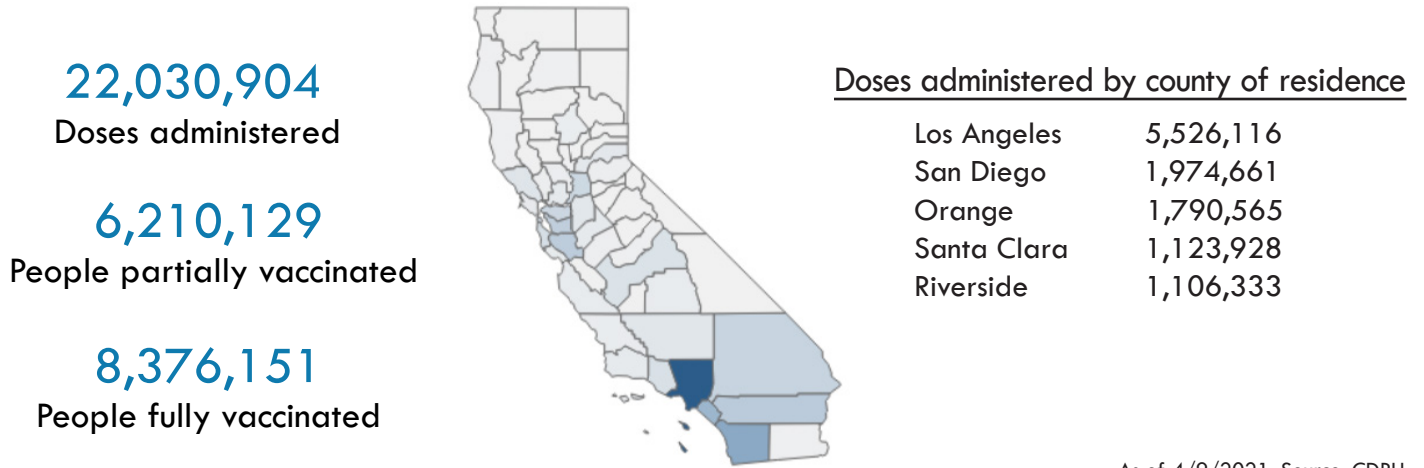 22,030,904
Doses administered
6,210,129
People partially vaccinated
8,376,151
People fully vaccinated
Doses administered by county of residence
Los Angeles 5,526,116
San Diego 1,974,661
Orange 1,790,565
Santa Clara 1,123,928
Riverside 1,106,333